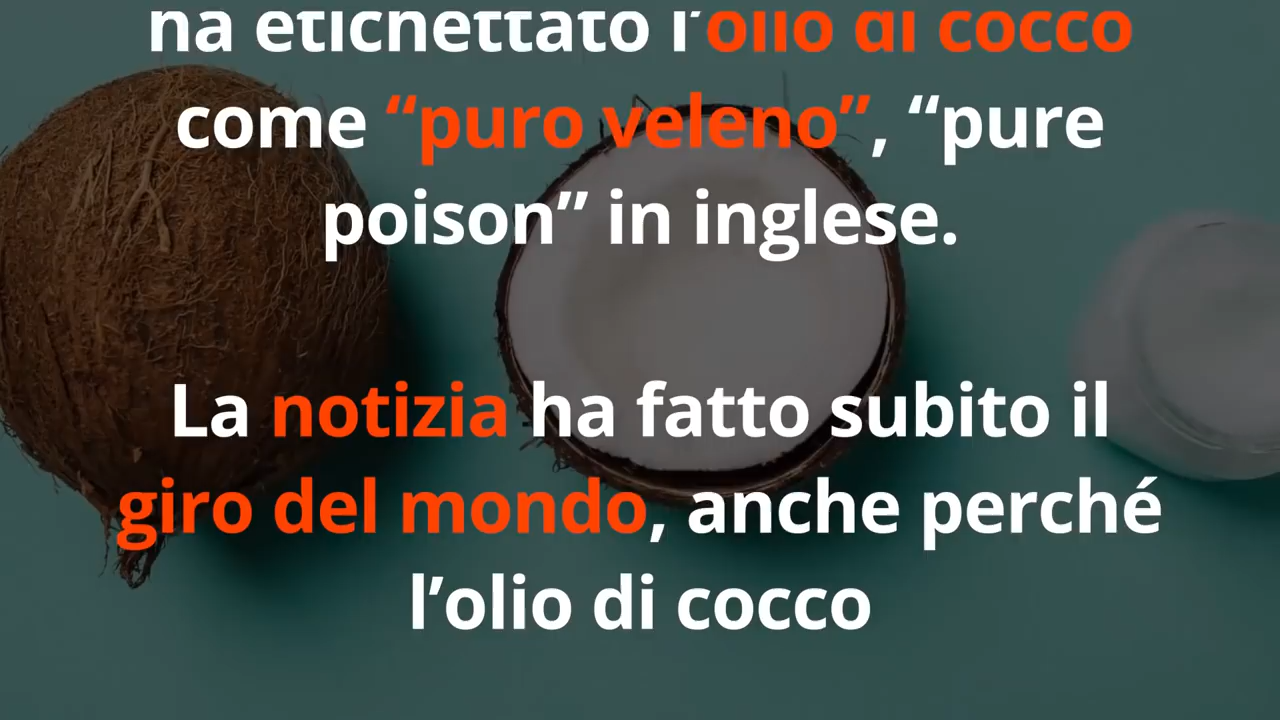 ha etichettato l’olio di cocco
come “puro veleno”, “pure
poison” in inglese.
La notizia ha fatto subito il
giro del mondo, anche perché
l’olio di cocco